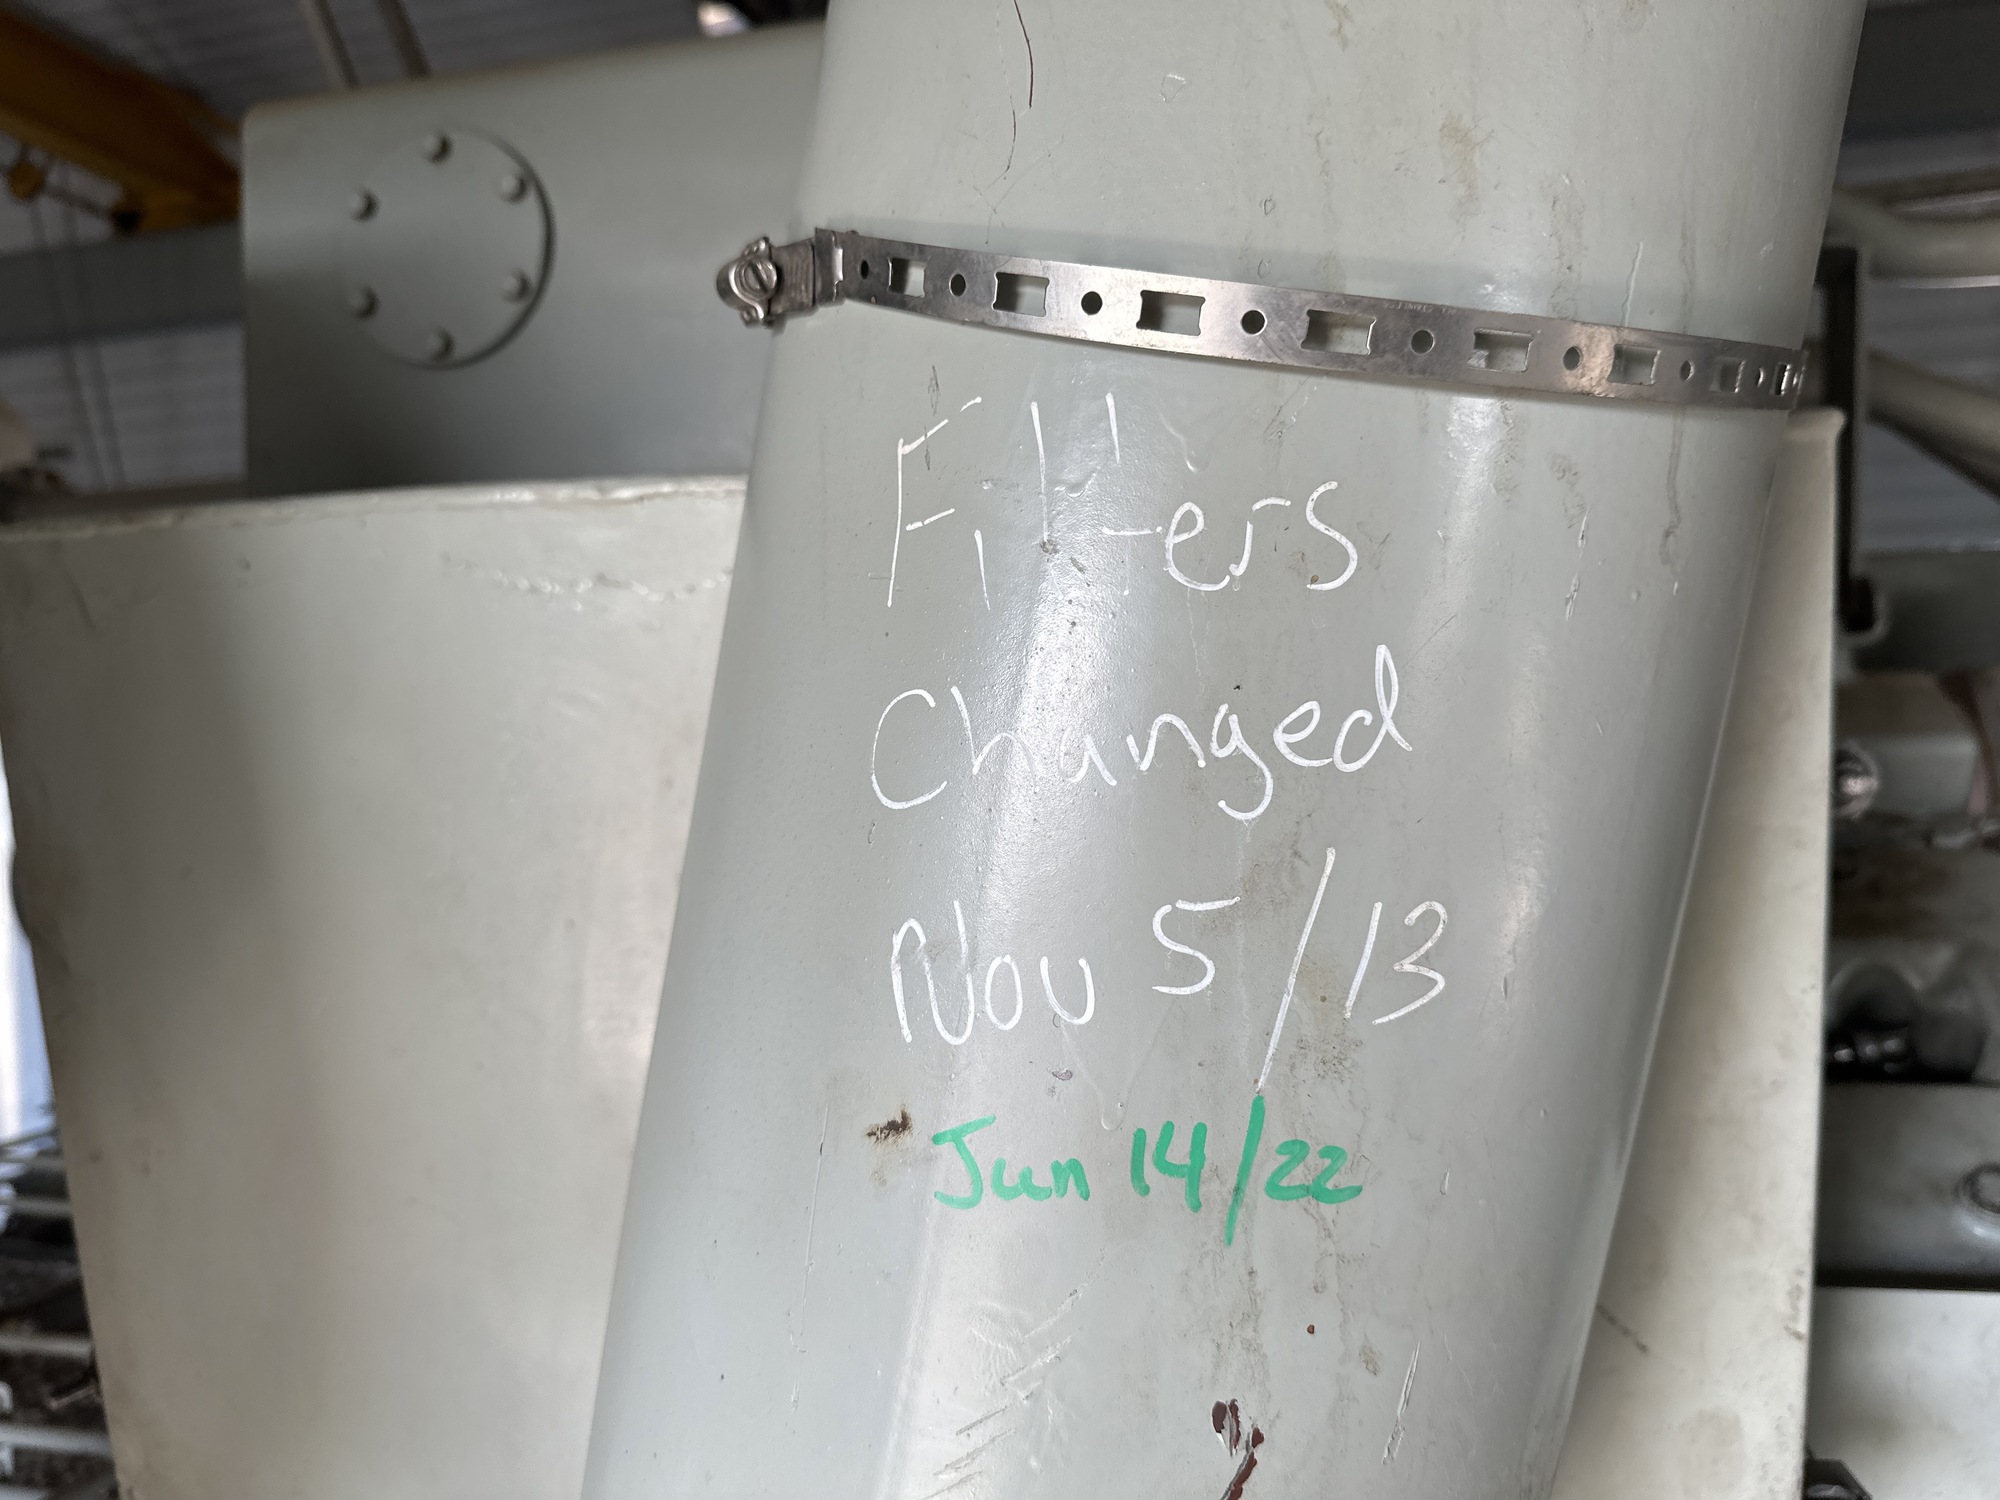 Filters
Changed
Nov 5/13
Jun 14/22